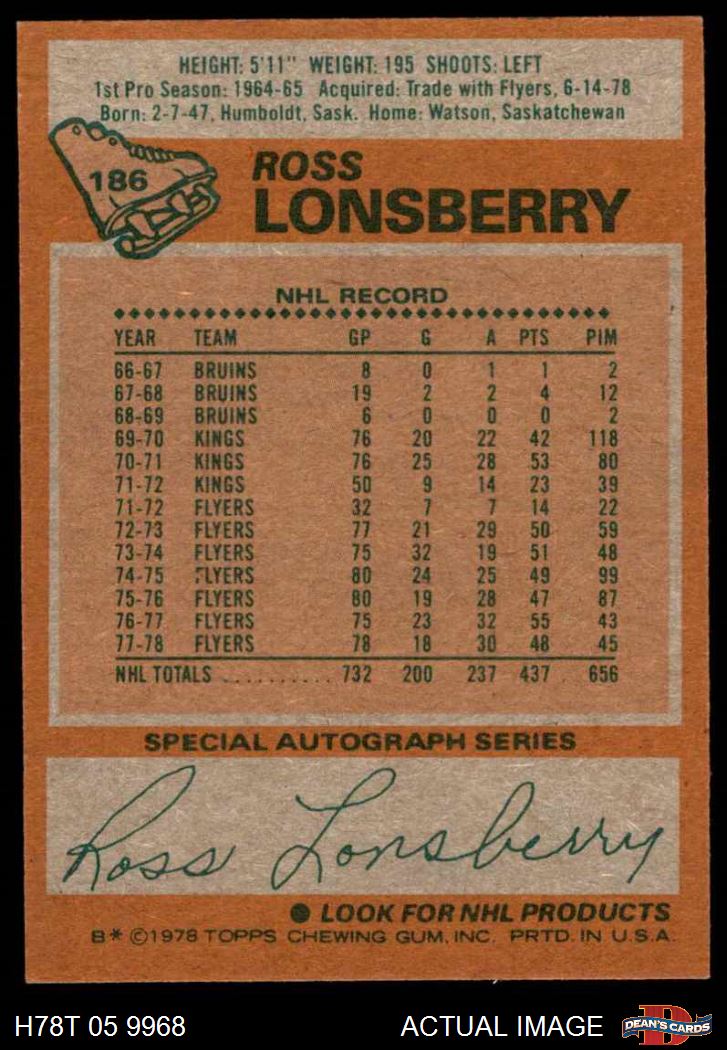 HEIGHT: 5'11" WEIGHT: 195 SHOOTS: LEFT
1st Pro Season: 1964-65 Acquired: Trade with Flyers, 6-14-78
Born: 2-7-47, Humboldt, Sask. Home: Watson, Saskatchewan
186
ROSS
LONSBERRY
NHL RECORD
YEAR TEAM GP G A PTS PIM
66-67 BRUINS 8 0 1 1 2
67-68 BRUINS 19 2 2 4 12
68-69 BRUINS 6 0 0 0 2
69-70 KINGS 76 20 22 42 118
70-71 KINGS 76 25 28 53 80
71-72 KINGS 50 9 14 23 39
71-72 FLYERS 32 7 7 14 22
72-73 FLYERS 77 21 29 50 59
73-74 FLYERS 75 32 19 51 48
74-75 FLYERS 80 24 25 49 99
75-76 FLYERS 80 19 28 47 87
76-77 FLYERS 75 23 32 55 43
77-78 FLYERS 78 18 30 48 45
NHL TOTALS .......... 732 200 237 437 656
SPECIAL AUTOGRAPH SERIES
Ross Lonsberry
● LOOK FOR NHL PRODUCTS
B* ©1978 TOPPS CHEWING GUM, INC. PRTD. IN U.S.A.
H78T 05 9968 ACTUAL IMAGE D DEAN'S CARDS